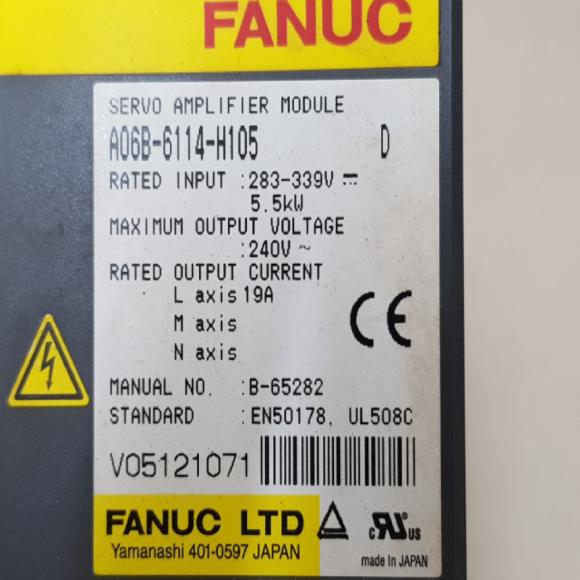 FANUC
SERVO AMPLIFIER MODULE
A06B-6114-H105 D
RATED INPUT :283-339V ⎓
5.5kW
MAXIMUM OUTPUT VOLTAGE
:240V ~
RATED OUTPUT CURRENT
L axis 19A
M axis
N axis
CE
MANUAL NO. :B-65282
STANDARD :EN50178, UL508C
V05121071
FANUC LTD
Yamanashi 401-0597 JAPAN
c RU US
made In JAPAN